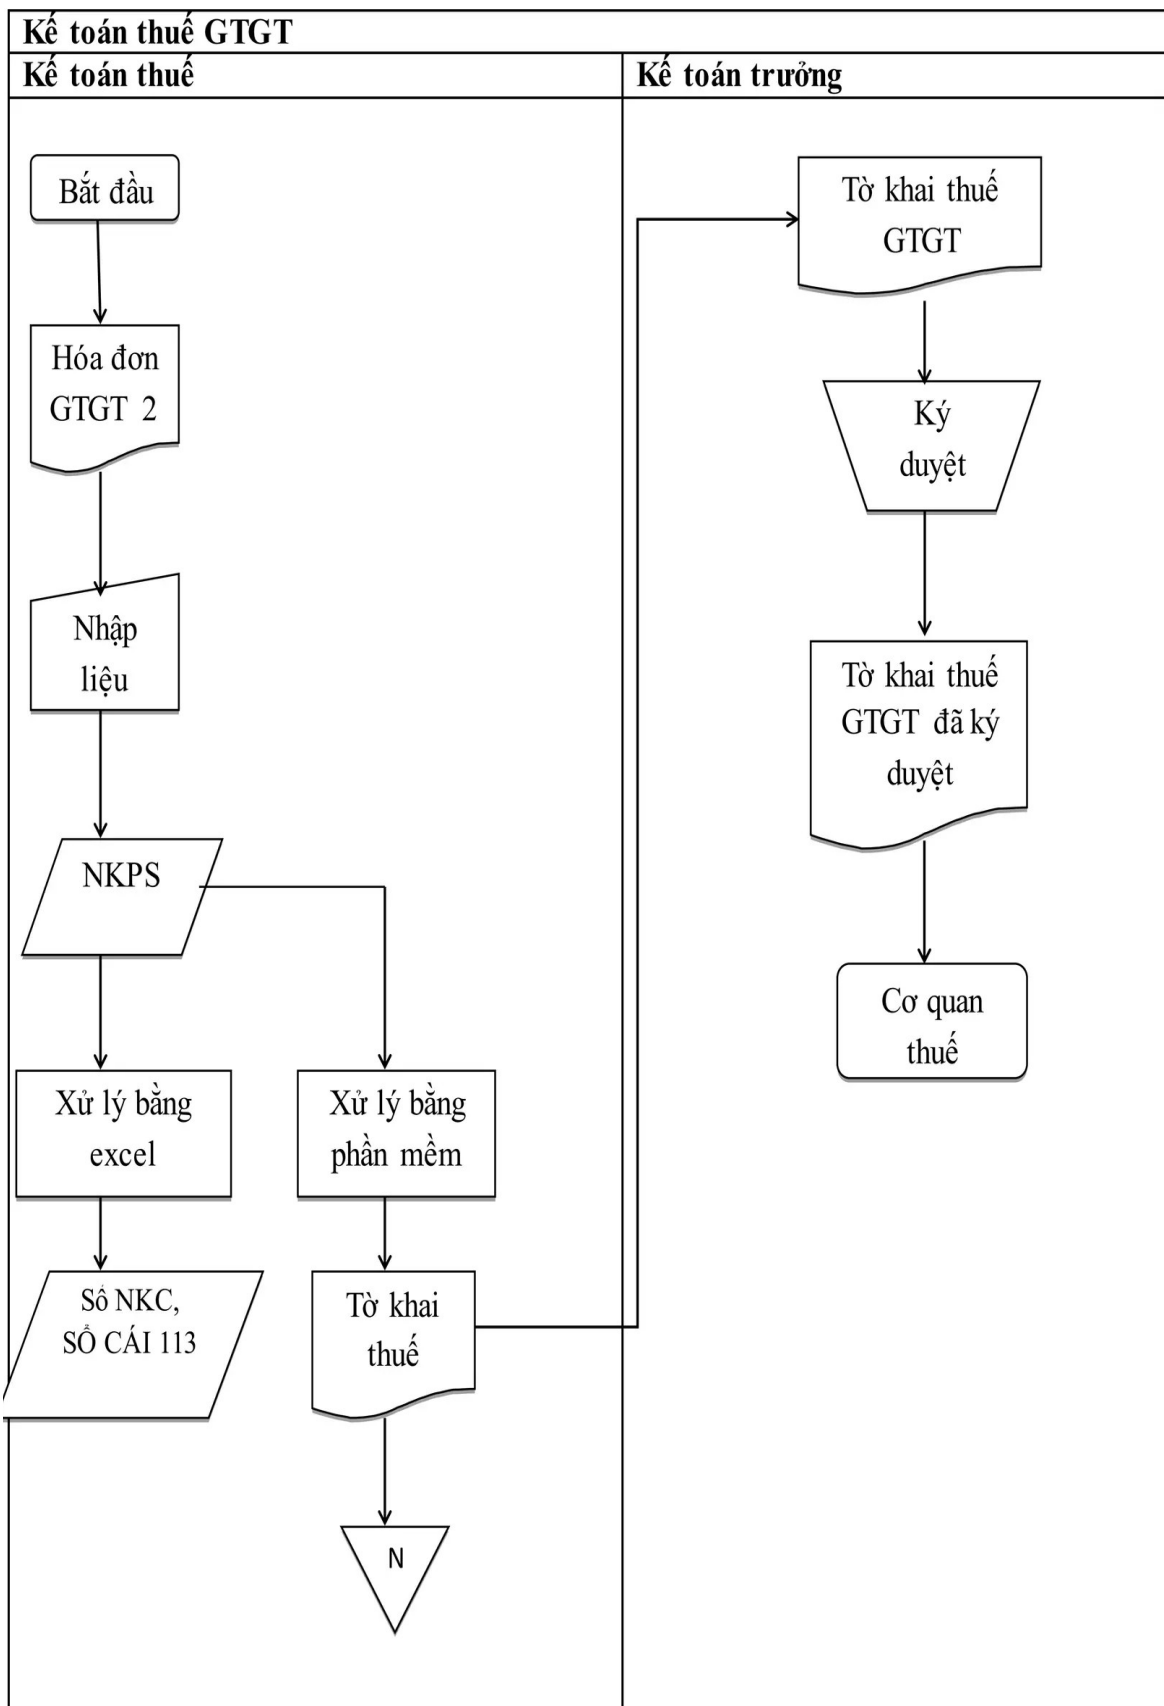 Kế toán thuế GTGT
Kế toán thuế
Kế toán trưởng
Bắt đầu
Hóa đơn
GTGT 2
Nhập
liệu
NKPS
Xử lý bằng
excel
Xử lý bằng
phần mềm
Sổ NKC,
SỔ CÁI 113
Tờ khai
thuế
N
Tờ khai thuế
GTGT
Ký
duyệt
Tờ khai thuế
GTGT đã ký
duyệt
Cơ quan
thuế